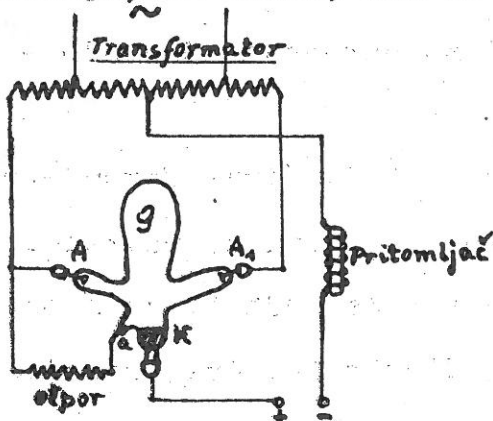 ~
Transformator
g
A A₁
Pritomljač
a K
otpor
+ -